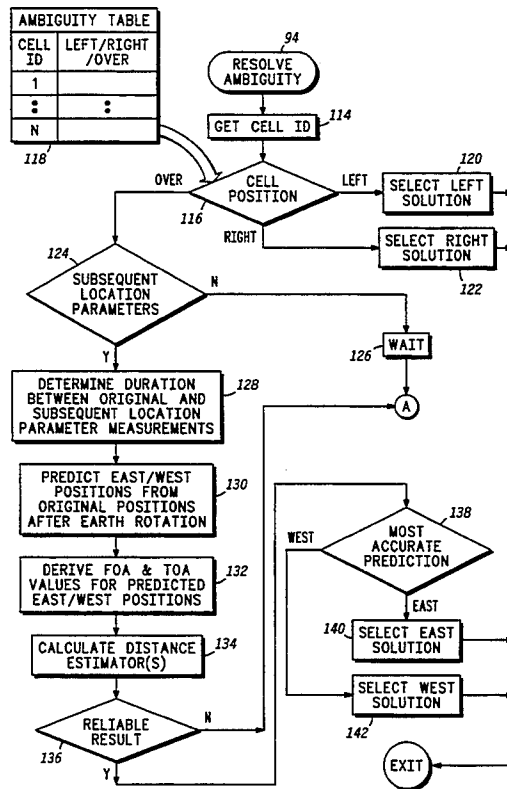 AMBIGUITY TABLE
CELL ID
LEFT/RIGHT
/OVER
1
N
118
94
RESOLVE
AMBIGUITY
GET CELL ID
114
CELL
POSITION
116
OVER
LEFT
RIGHT
120
SELECT LEFT
SOLUTION
SELECT RIGHT
SOLUTION
122
124
SUBSEQUENT
LOCATION
PARAMETERS
N
Y
126
WAIT
A
DETERMINE DURATION
BETWEEN ORIGINAL AND
SUBSEQUENT LOCATION
PARAMETER MEASUREMENTS
128
PREDICT EAST/WEST
POSITIONS FROM
ORIGINAL POSITIONS
AFTER EARTH ROTATION
130
DERIVE FOA & TOA
VALUES FOR PREDICTED
EAST/WEST POSITIONS
132
CALCULATE DISTANCE
ESTIMATOR(S)
134
RELIABLE
RESULT
136
N
Y
138
MOST
ACCURATE
PREDICTION
WEST
EAST
140
SELECT EAST
SOLUTION
SELECT WEST
SOLUTION
142
EXIT